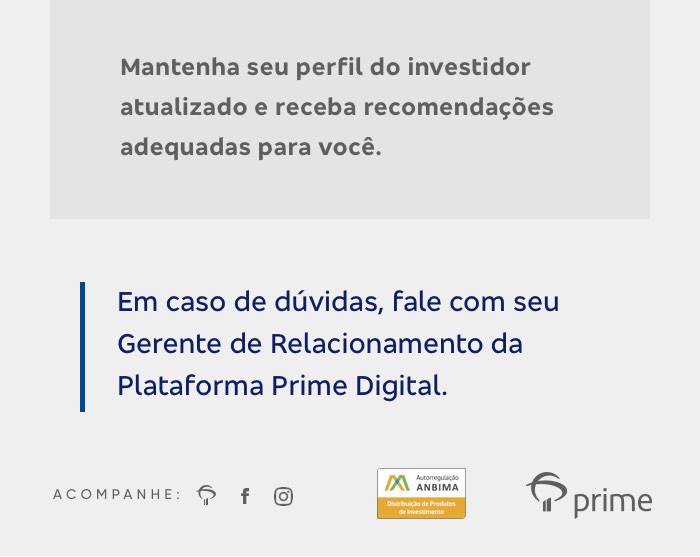 Mantenha seu perfil do investidor
atualizado e receba recomendações
adequadas para você.
Em caso de dúvidas, fale com seu
Gerente de Relacionamento da
Plataforma Prime Digital.
ACOMPANHE:
Autorregulação
ANBIMA
Distribuição de Produtos
de Investimento
prime